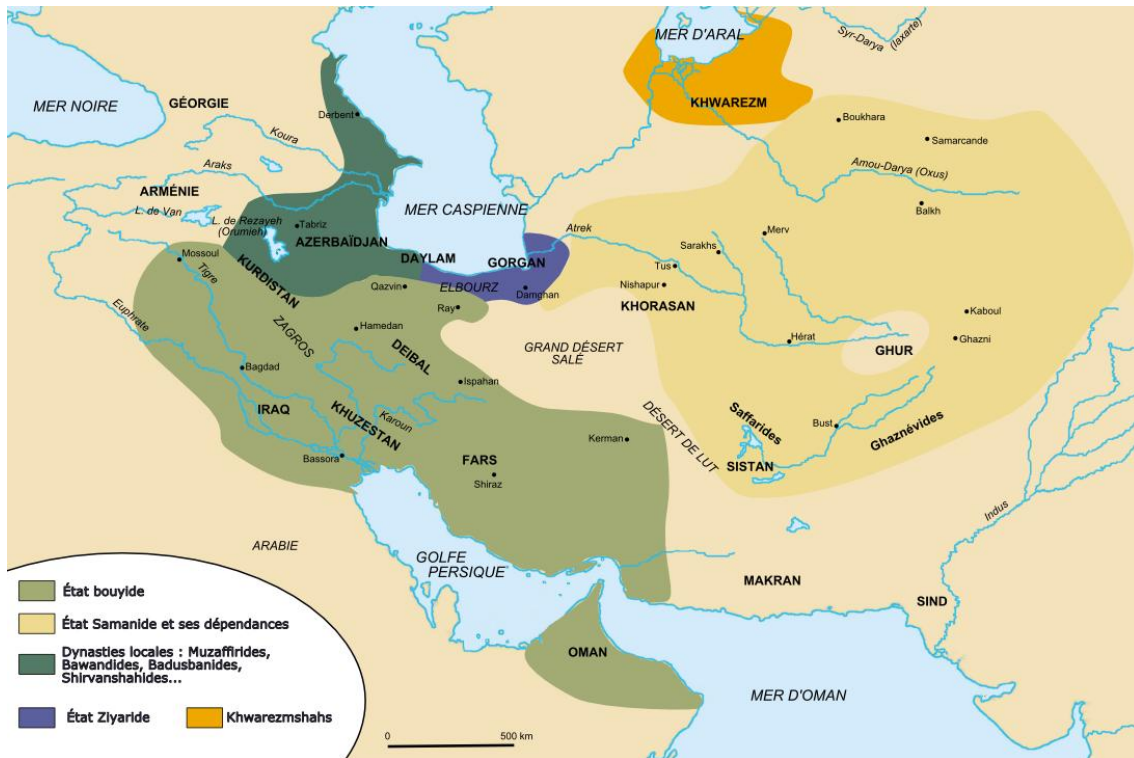 MER D'ARAL
Syr-Darya (Iaxarte)
MER NOIRE
GÉORGIE
Derbent
KHWAREZM
Boukhara
Koura
Samarcande
Araks
Amou-Darya (Oxus)
ARMÉNIE
L. de Van
L. de Rezayeh
(Orumieh)
Tabriz
MER CASPIENNE
Balkh
AZERBAÏDJAN
Atrek
Merv
Mossoul
DAYLAM
GORGAN
Sarakhs
Tus
KURDISTAN
Tigre
Qazvin
ELBOURZ
Damghan
Nishapur
Euphrate
Ray
KHORASAN
Kaboul
ZAGROS
Hamedan
DEIBAL
GRAND DÉSERT
SALÉ
Hérat
GHUR
Ghazni
Bagdad
Ispahan
IRAQ
KHUZESTAN
Karoun
DÉSERT DE LUT
Saffarides
Bust
Ghaznévides
Kerman
Bassora
FARS
SISTAN
Shiraz
Indus
ARABIE
GOLFE
PERSIQUE
MAKRAN
SIND
OMAN
MER D'OMAN
État bouyide
État Samanide et ses dépendances
Dynasties locales : Muzaffirides,
Bawandides, Badusbanides,
Shirvanshahides...
État Ziyaride
Khwarezmshahs
0
500 km